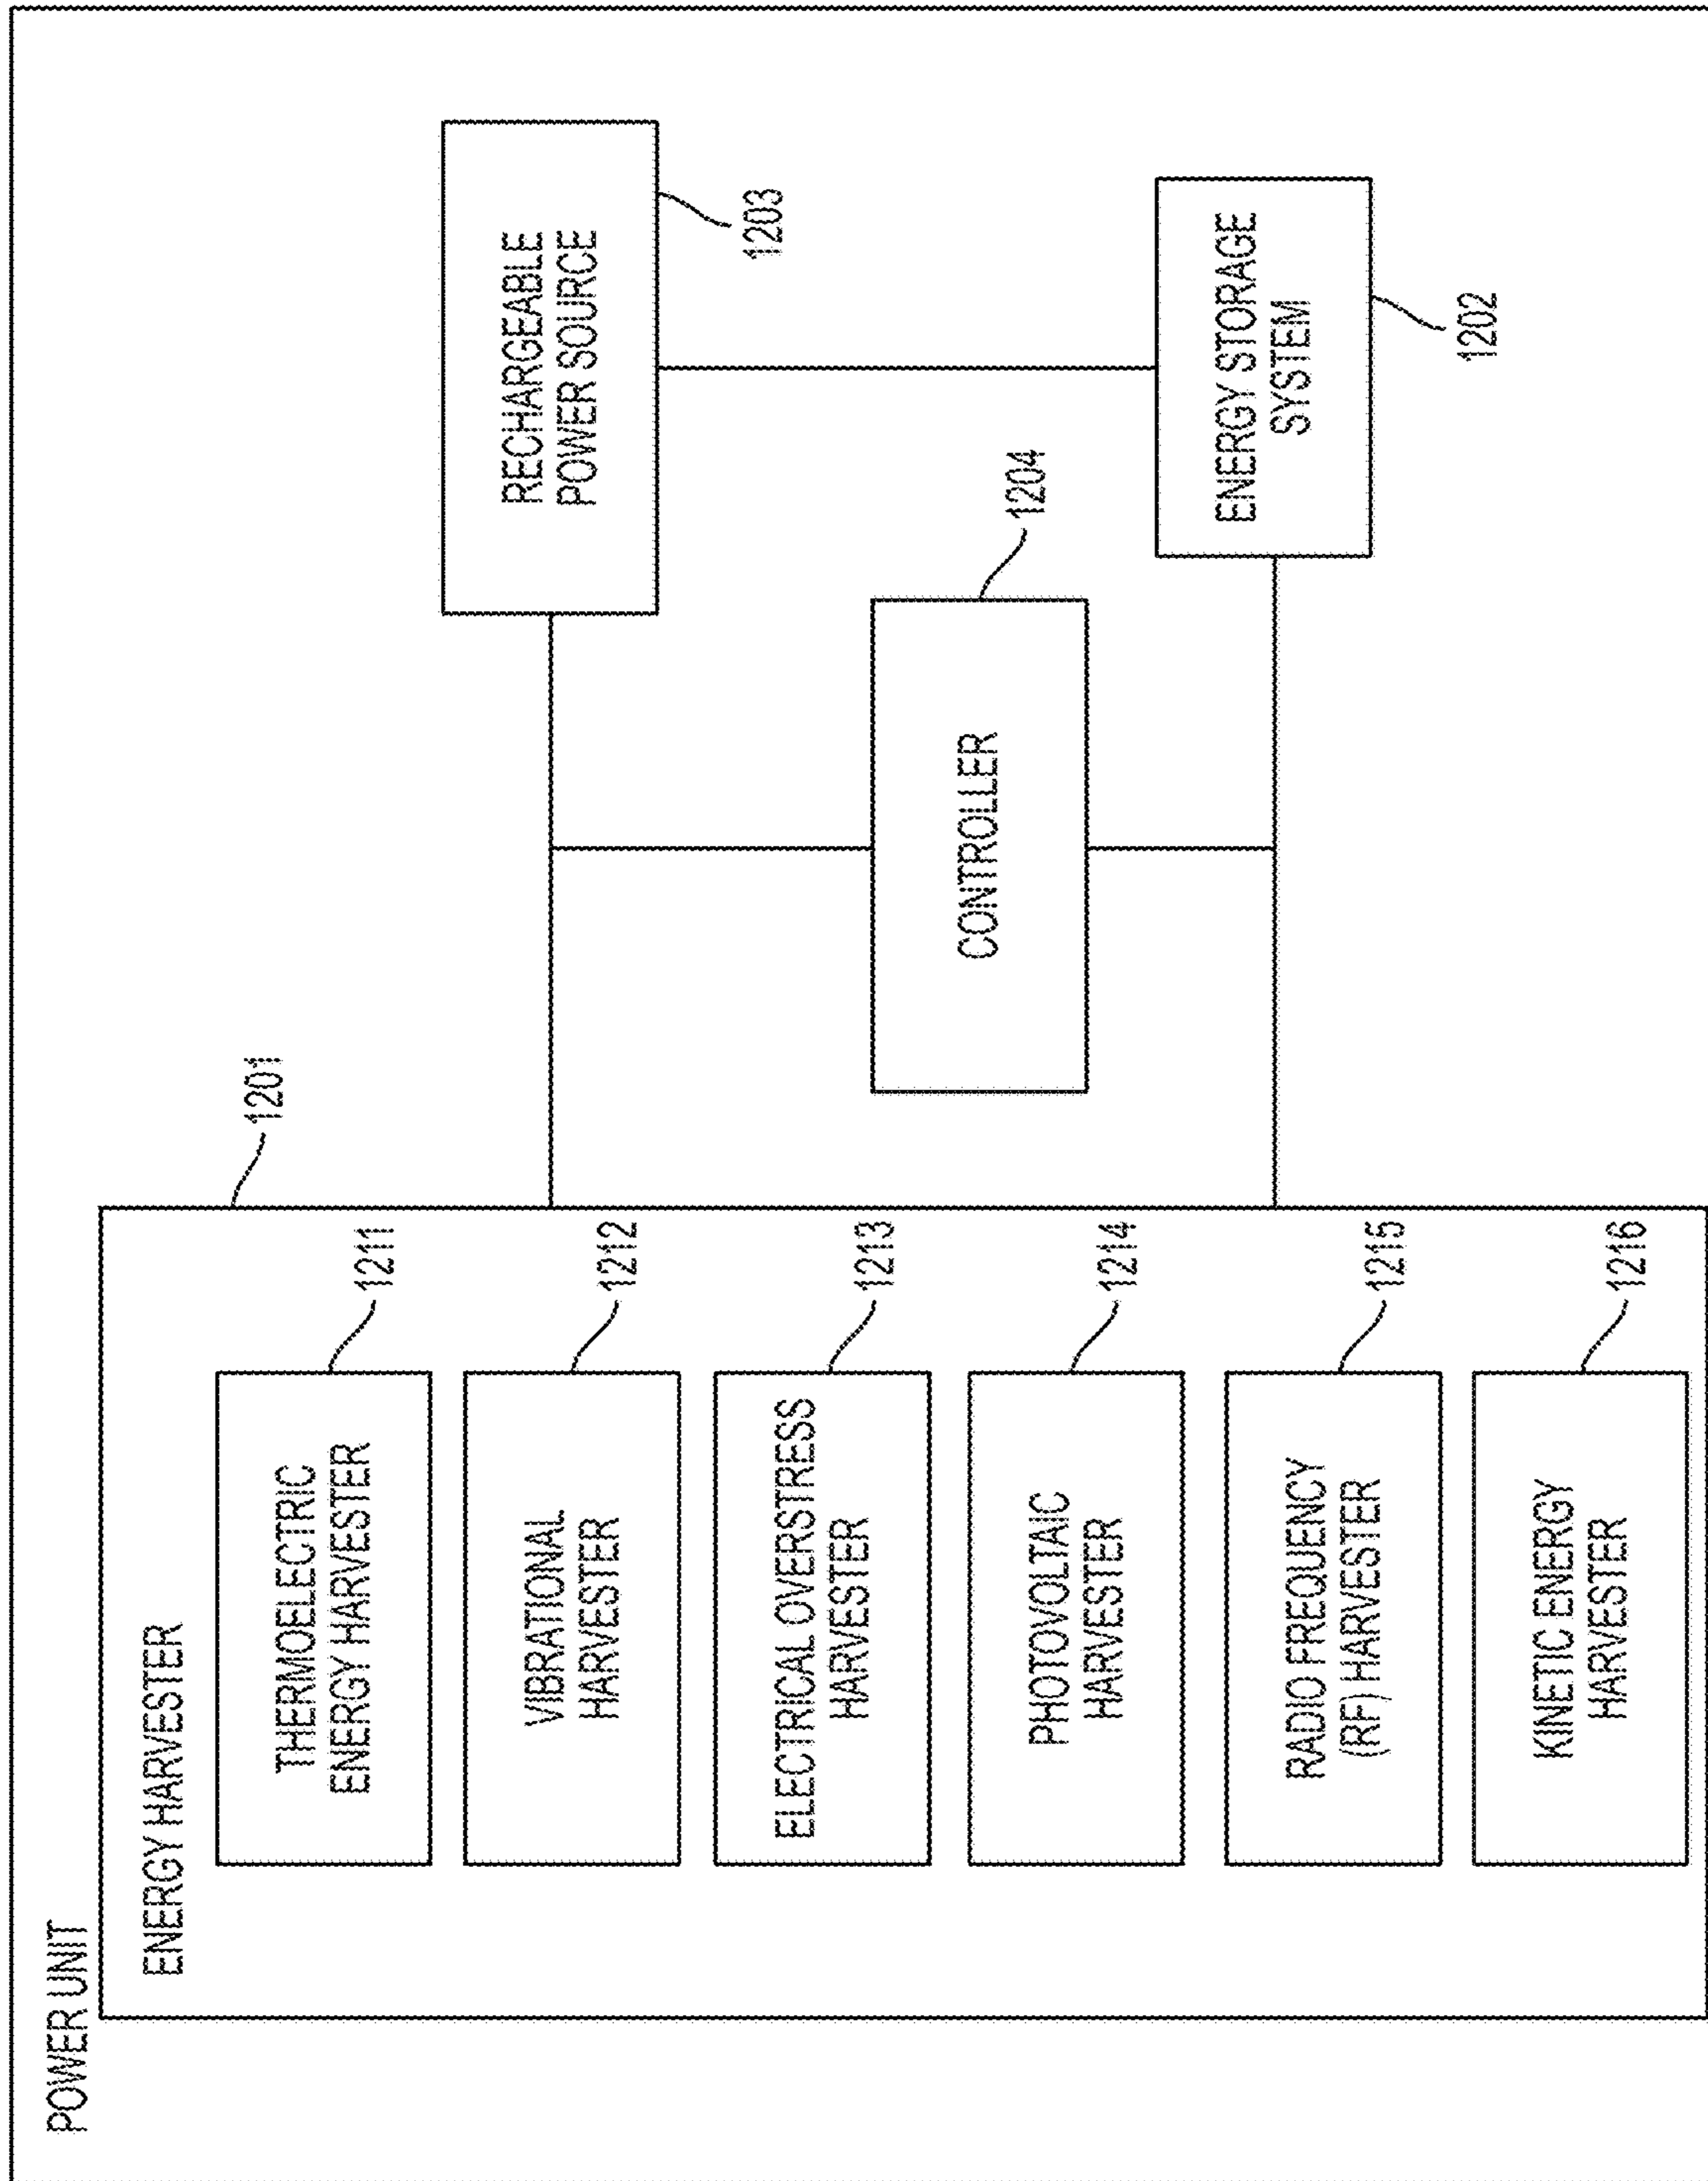 POWER UNIT
ENERGY HARVESTER
1201
THERMOELECTRIC
ENERGY HARVESTER
1211
VIBRATIONAL
HARVESTER
1212
ELECTRICAL OVERSTRESS
HARVESTER
1213
PHOTOVOLTAIC
HARVESTER
1214
RADIO FREQUENCY
(RF) HARVESTER
1215
KINETIC ENERGY
HARVESTER
1216
RECHARGEABLE
POWER SOURCE
1203
CONTROLLER
1204
ENERGY STORAGE
SYSTEM
1202